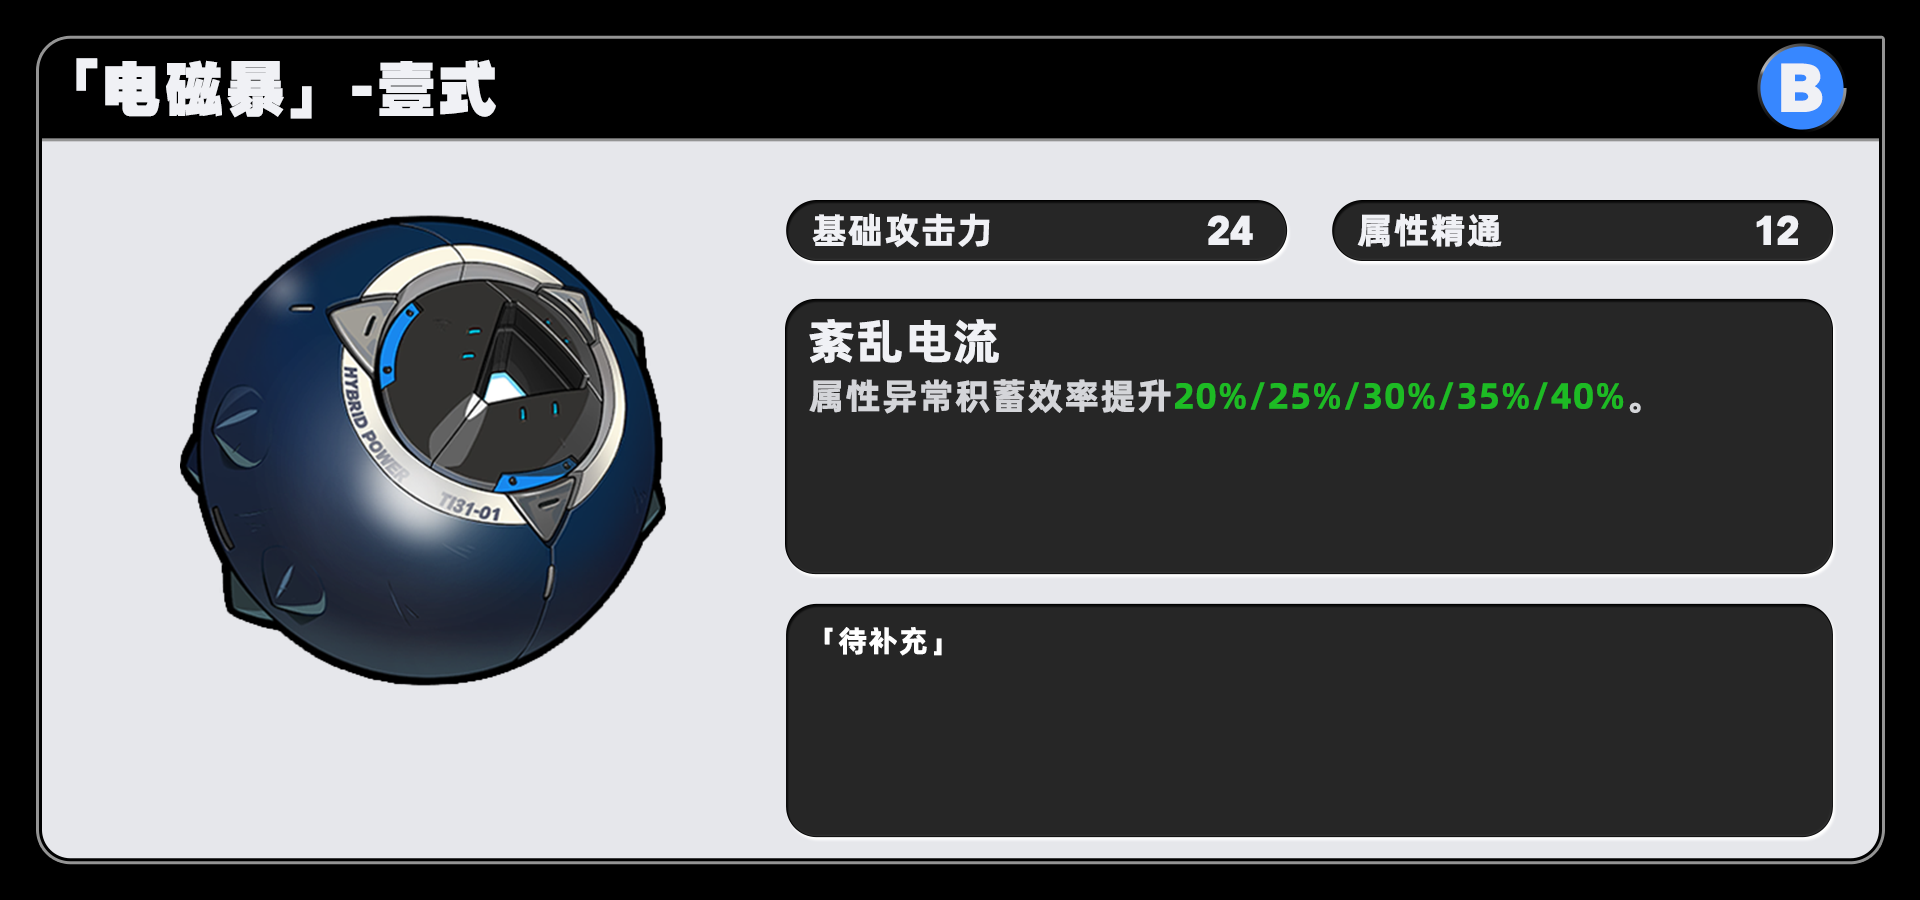 「电磁暴」-壹式
B
基础攻击力 24
属性精通 12
紊乱电流
属性异常积蓄效率提升20%/25%/30%/35%/40%。
「待补充」
HYBRID POWER
TI31-01